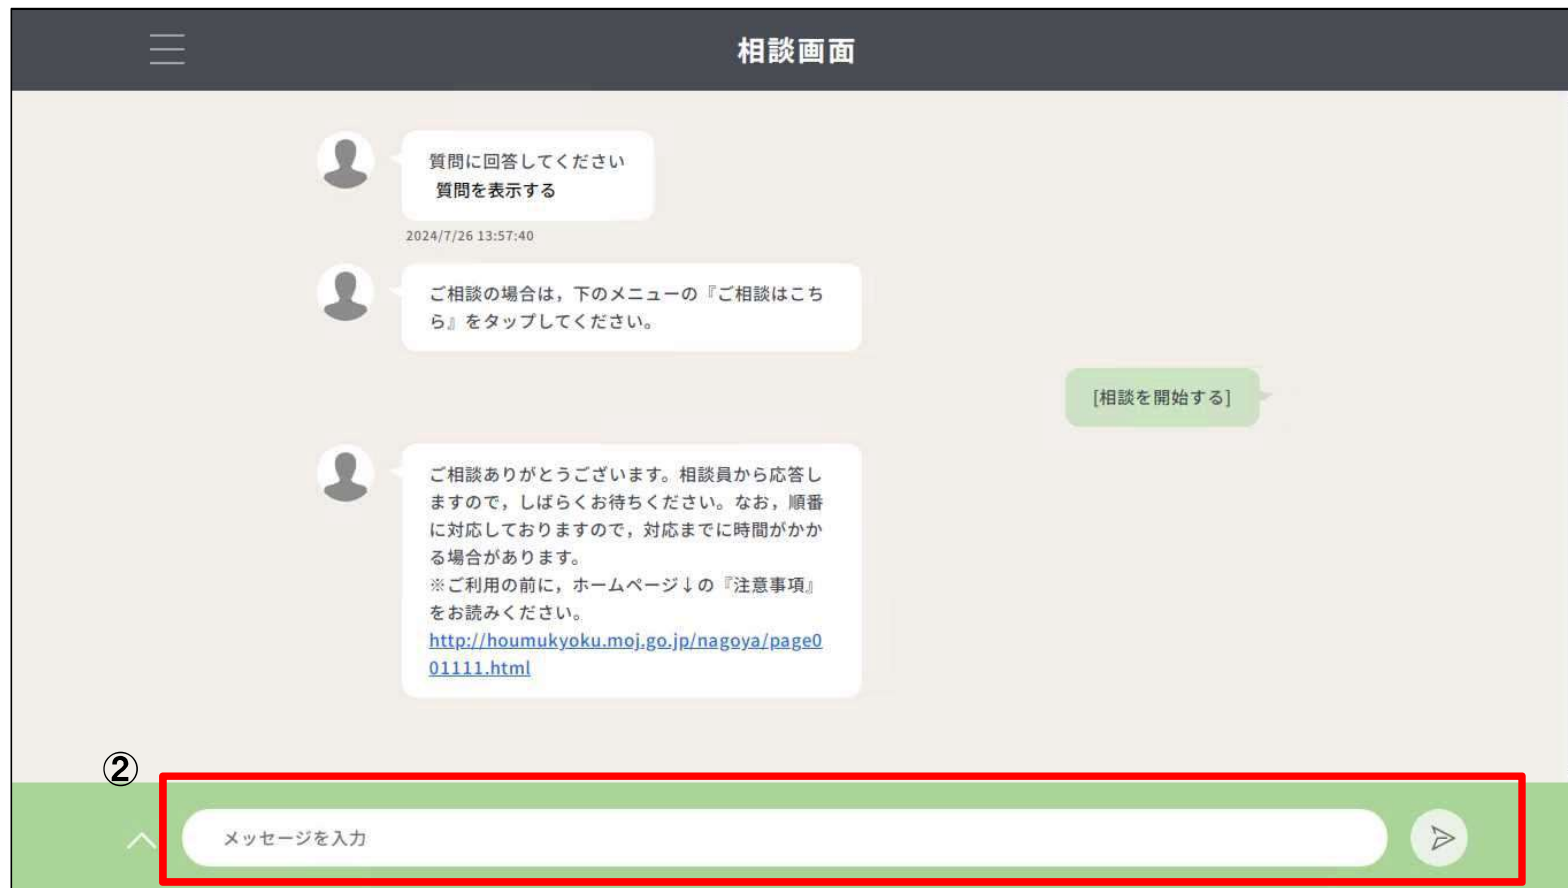 相談画面
質問に回答してください
質問を表示する
2024/7/26 13:57:40
ご相談の場合は，下のメニューの『ご相談はこち
ら』をタップしてください。
[相談を開始する]
ご相談ありがとうございます。相談員から応答し
ますので，しばらくお待ちください。なお，順番
に対応しておりますので，対応までに時間がかか
る場合があります。
※ご利用の前に，ホームページ↓の『注意事項』
をお読みください。
http://houmukyoku.moj.go.jp/nagoya/page0
01111.html
②
メッセージを入力